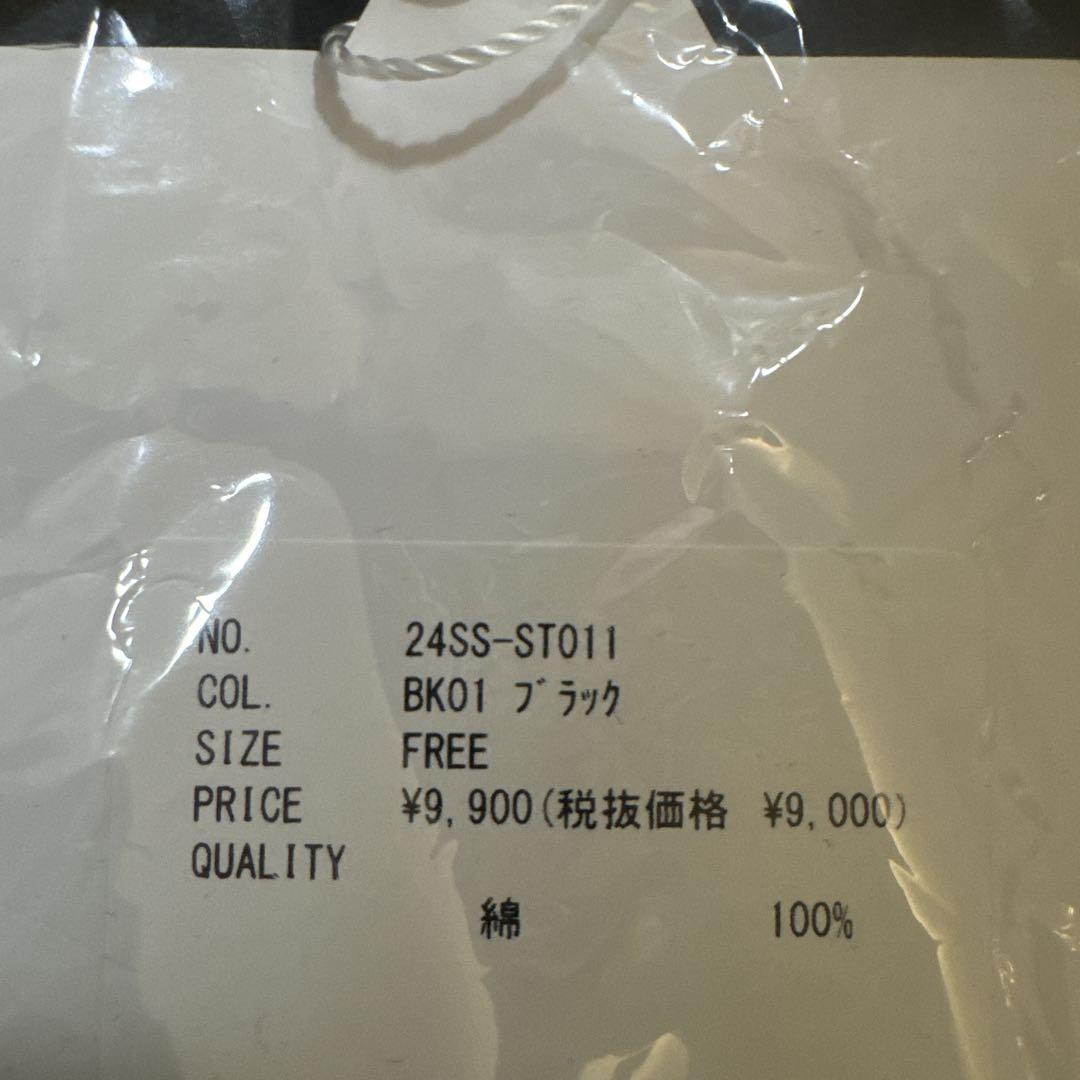 NO. 24SS-ST011
COL. BK01 ﾌﾞﾗｯｸ
SIZE FREE
PRICE ¥9,900(税抜価格 ¥9,000)
QUALITY
綿 100%